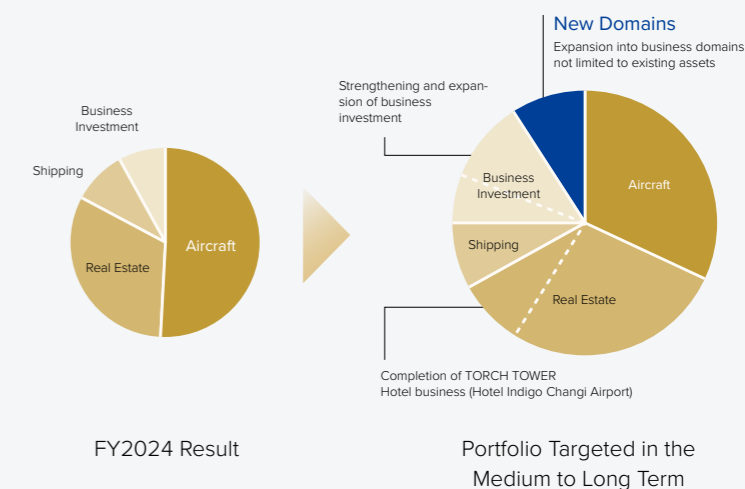 New Domains
Expansion into business domains
not limited to existing assets
Strengthening and expan-
sion of business
investment
Business
Investment
Shipping
Real Estate
Aircraft
Business
Investment
Shipping
Real Estate
Aircraft
Completion of TORCH TOWER
Hotel business (Hotel Indigo Changi Airport)
FY2024 Result
Portfolio Targeted in the
Medium to Long Term